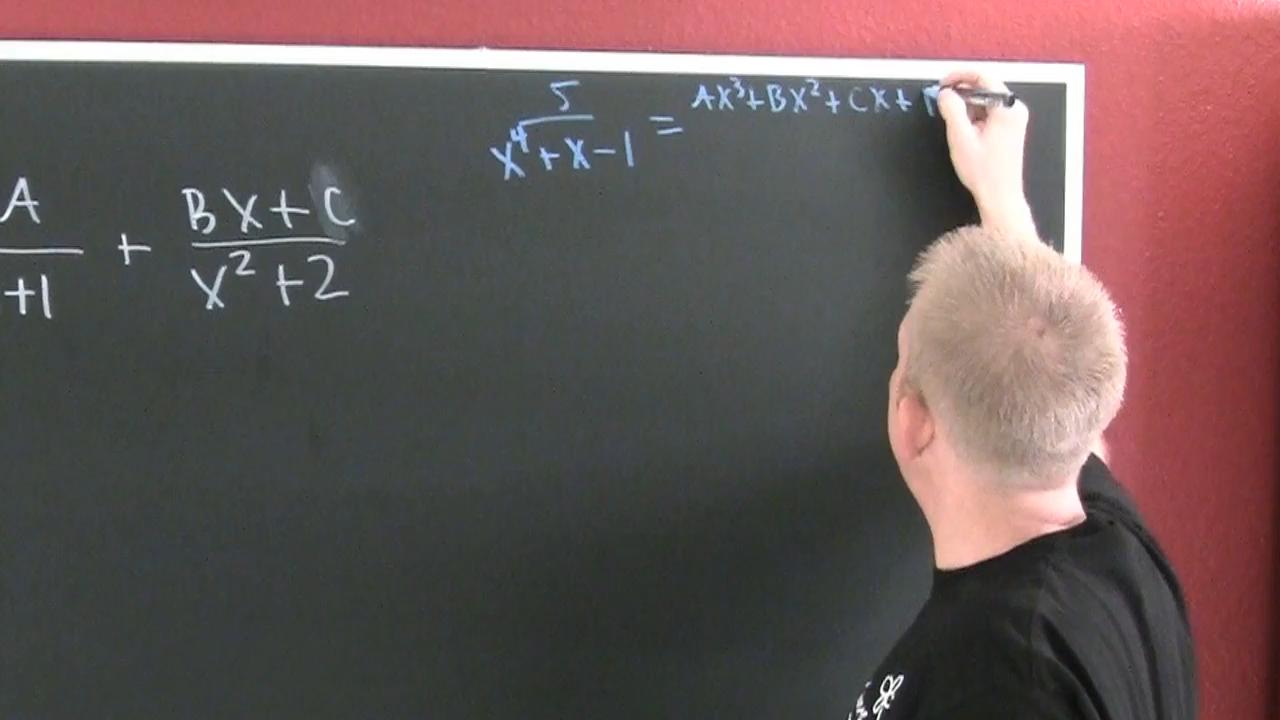 5/(x⁴+x-1) = Ax³+Bx²+Cx+
A/+1 + (Bx+C)/(x²+2)